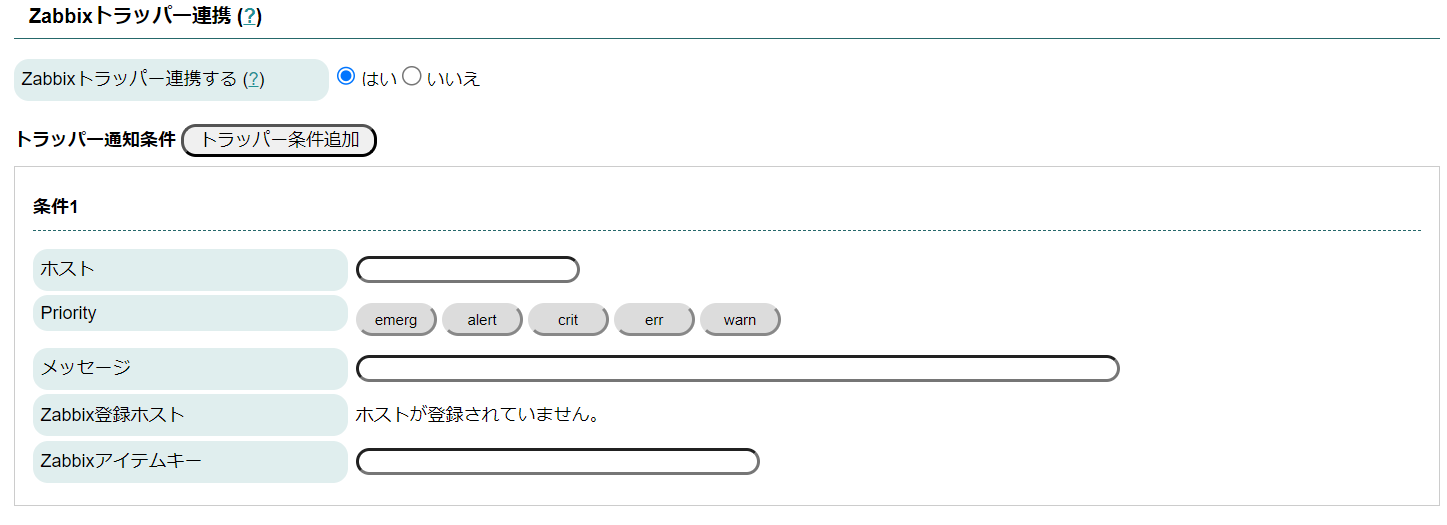 Zabbixトラッパー連携 (?)
Zabbixトラッパー連携する (?) はい いいえ
トラッパー通知条件 トラッパー条件追加
条件1
ホスト
Priority emerg alert crit err warn
メッセージ
Zabbix登録ホスト ホストが登録されていません。
Zabbixアイテムキー